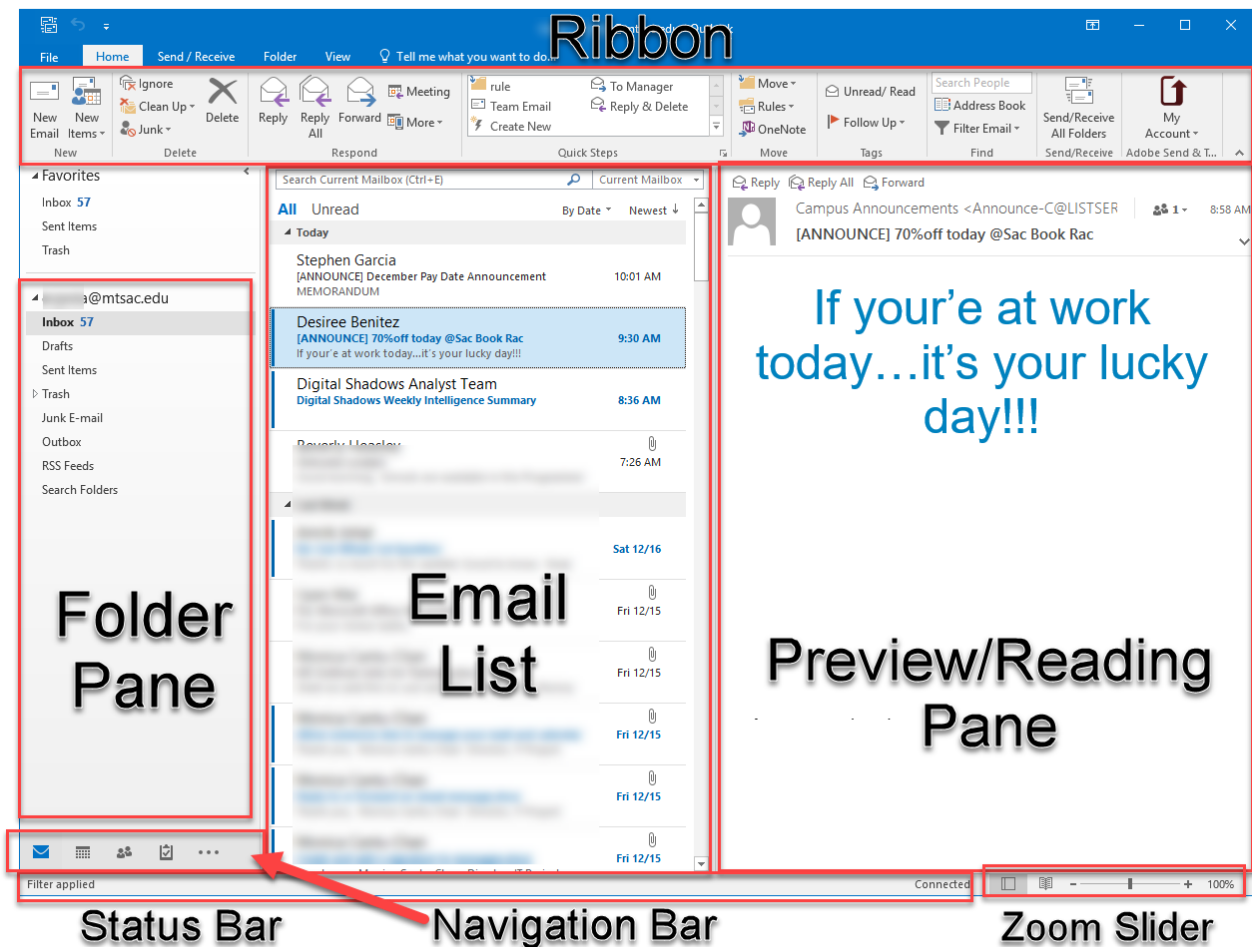 Ribbon
File Home Send / Receive Folder View Tell me what you want to do...
New Email
New Items
Ignore
Clean Up
Junk
Delete
Reply
Reply All
Forward
Meeting
More
rule
Team Email
Create New
To Manager
Reply & Delete
Move
Rules
OneNote
Unread/ Read
Follow Up
Search People
Address Book
Filter Email
Send/Receive
All Folders
My
Account
New Delete Respond Quick Steps Move Tags Find Send/Receive Adobe Send & T...
Favorites
Inbox 57
Sent Items
Trash
@mtsac.edu
Inbox 57
Drafts
Sent Items
Trash
Junk E-mail
Outbox
RSS Feeds
Search Folders
Folder
Pane
Search Current Mailbox (Ctrl+E) Current Mailbox
All Unread By Date Newest ↓
Today
Stephen Garcia
[ANNOUNCE] December Pay Date Announcement 10:01 AM
MEMORANDUM
Desiree Benitez
[ANNOUNCE] 70%off today @Sac Book Rac 9:30 AM
If your'e at work today...it's your lucky day!!!
Digital Shadows Analyst Team
Digital Shadows Weekly Intelligence Summary 8:36 AM
7:26 AM
Sat 12/16
Fri 12/15
Fri 12/15
Fri 12/15
Fri 12/15
Fri 12/15
Email
List
Reply Reply All Forward
Campus Announcements <Announce-C@LISTSER 1 8:58 AM
[ANNOUNCE] 70%off today @Sac Book Rac
If your'e at work
today...it's your lucky
day!!!
Preview/Reading
Pane
Filter applied Connected 100%
Status Bar Navigation Bar Zoom Slider